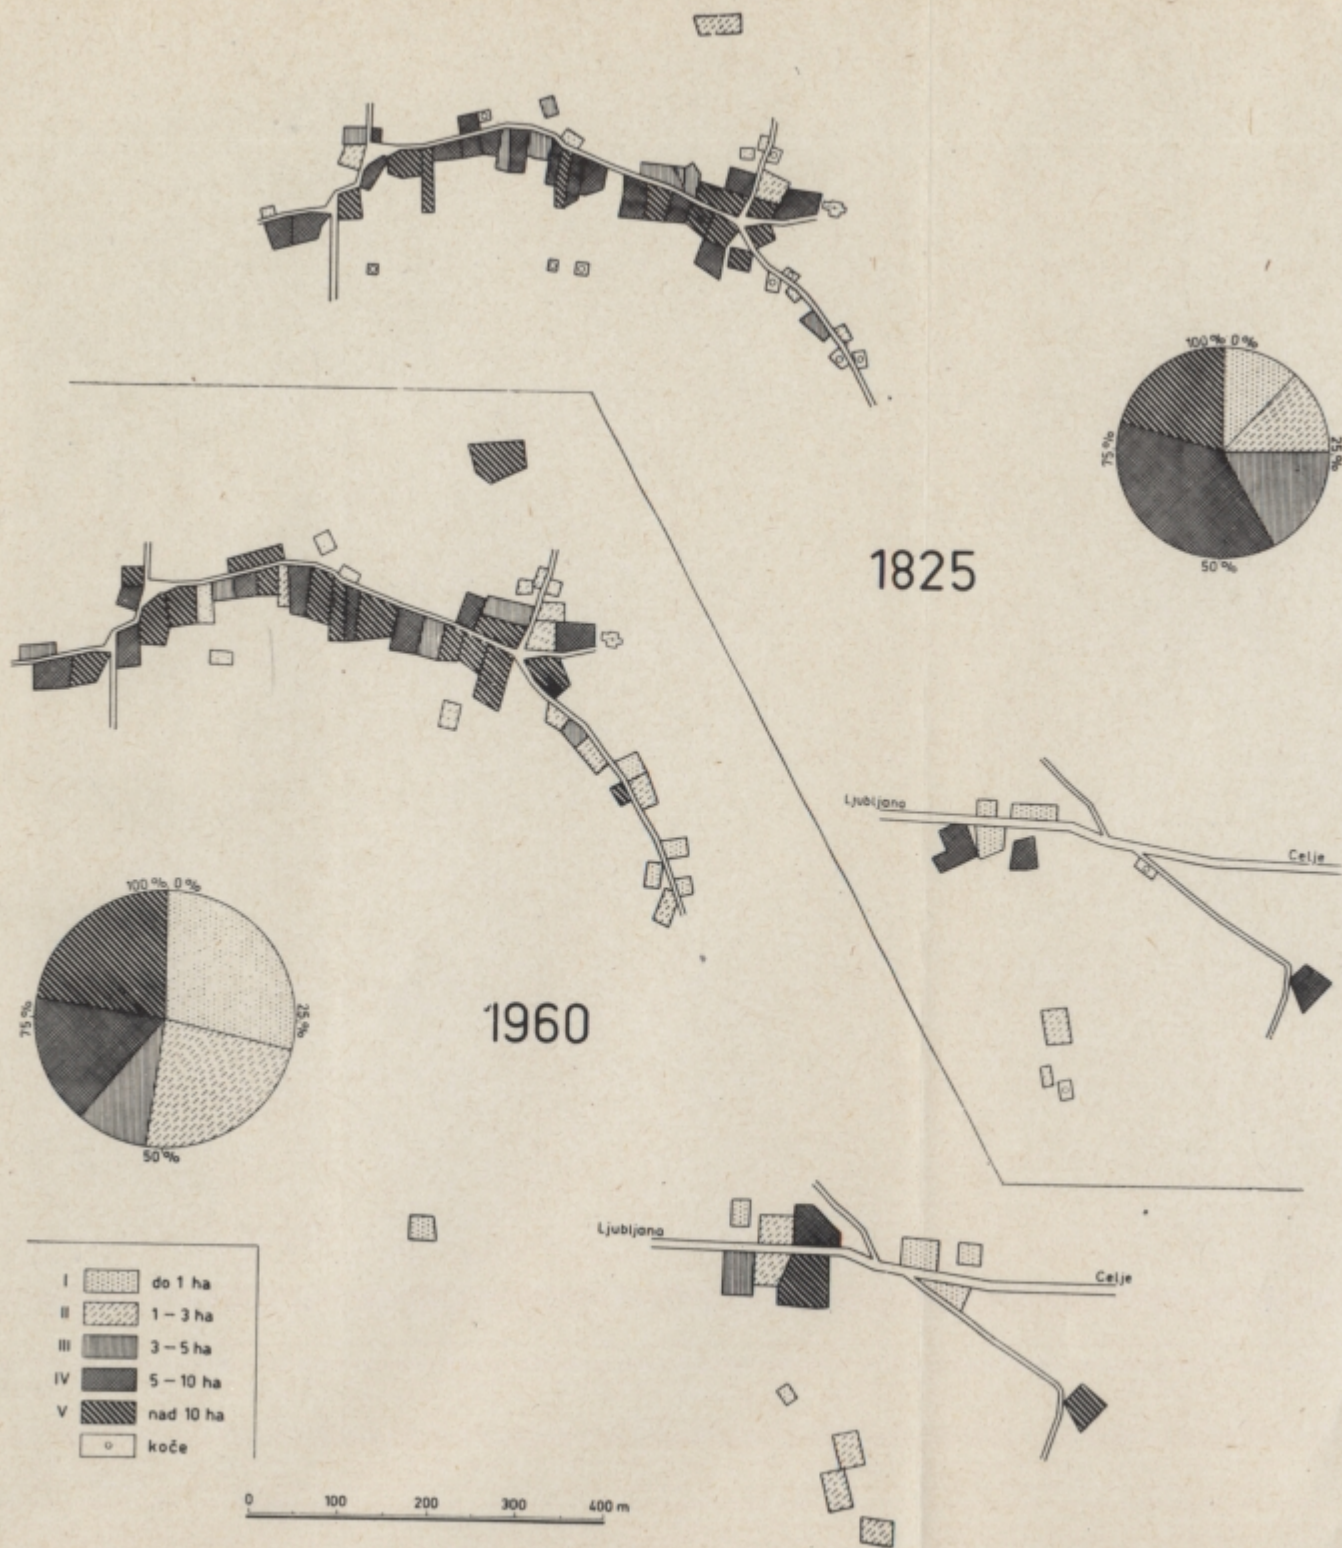 100% 0%
25%
75%
50%
1825
Ljubljana
Celje
100% 0%
25%
75%
50%
1960
Ljubljana
Celje
I do 1 ha
II 1 – 3 ha
III 3 – 5 ha
IV 5 – 10 ha
V nad 10 ha
koče
0 100 200 300 400 m